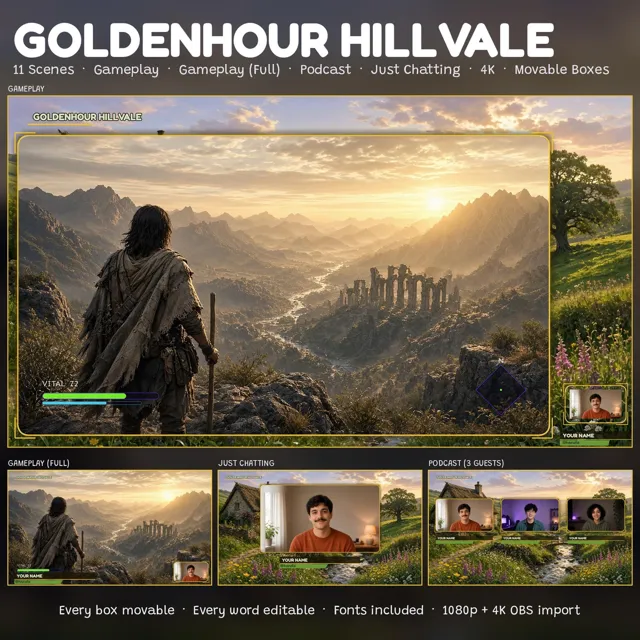 GOLDENHOUR HILLVALE
11 Scenes · Gameplay · Gameplay (Full) · Podcast · Just Chatting · 4K · Movable Boxes
GAMEPLAY
GOLDENHOUR HILLVALE
VITAL 72
YOUR NAME
GAMEPLAY (FULL)
JUST CHATTING
PODCAST (3 GUESTS)
YOUR NAME
YOUR NAME
YOUR NAME
YOUR NAME
YOUR NAME
Every box movable · Every word editable · Fonts included · 1080p + 4K OBS import